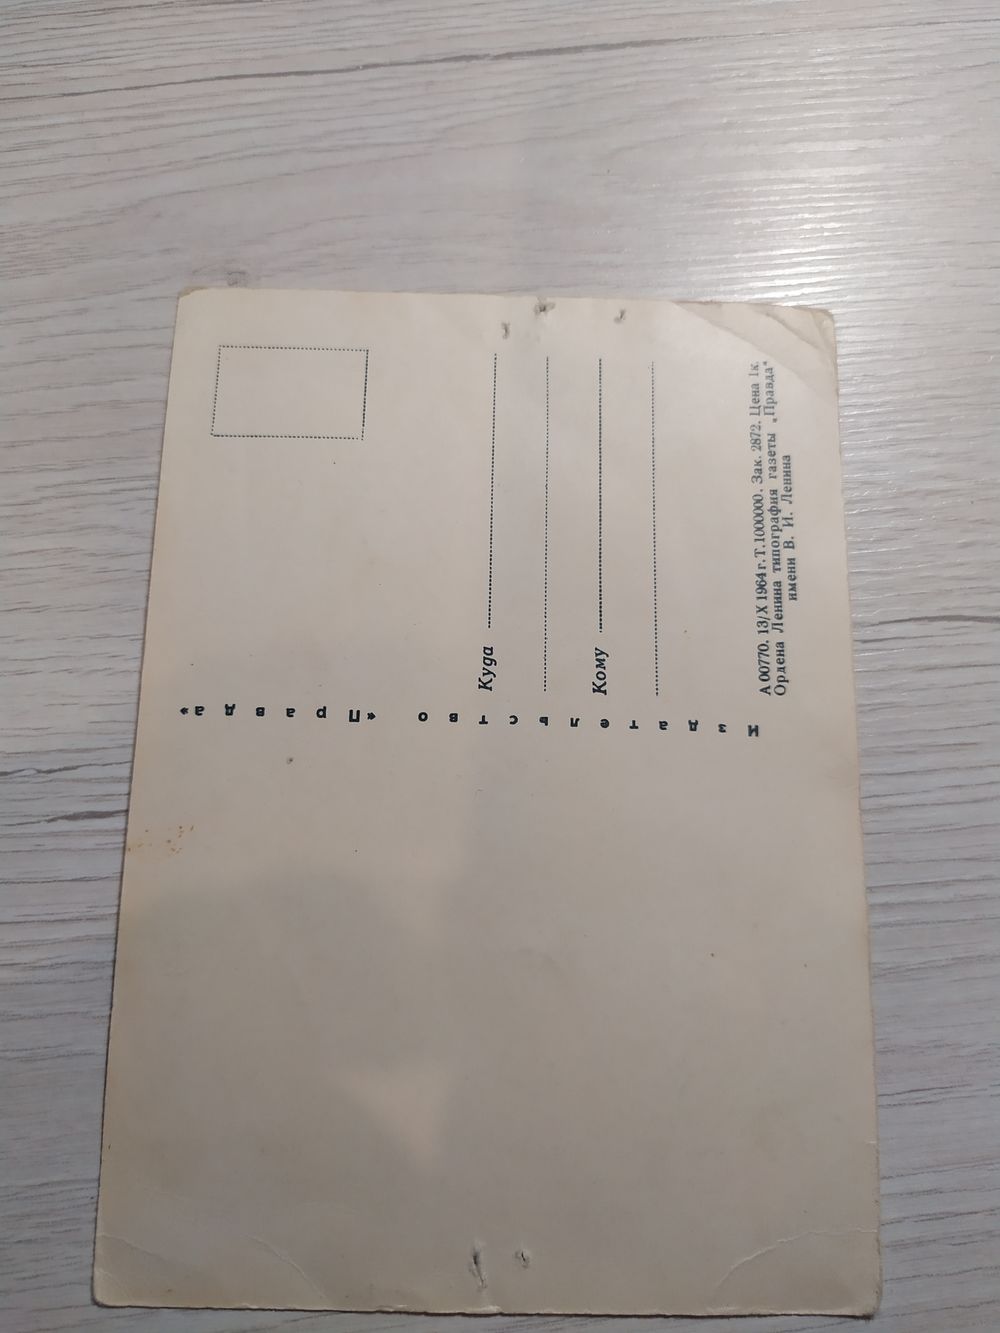 Издательство «Правда»
Куда
Кому
А 00770. 13/X 1964 г. Т. 1000000. Зак. 2872. Цена 1к.
Ордена Ленина типография газеты „Правда“
имени В. И. Ленина